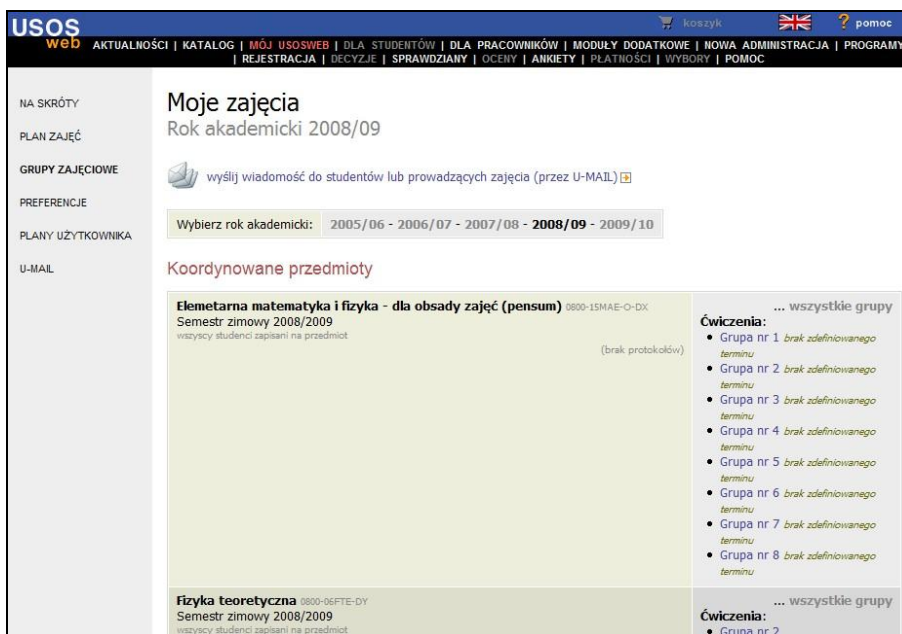 USOS
web
koszyk
? pomoc
AKTUALNOŚCI | KATALOG | MÓJ USOSWEB | DLA STUDENTÓW | DLA PRACOWNIKÓW | MODUŁY DODATKOWE | NOWA ADMINISTRACJA | PROGRAMY
| REJESTRACJA | DECYZJE | SPRAWDZIANY | OCENY | ANKIETY | PŁATNOŚCI | WYBORY | POMOC
NA SKRÓTY
PLAN ZAJĘĆ
GRUPY ZAJĘCIOWE
PREFERENCJE
PLANY UŻYTKOWNIKA
U-MAIL
Moje zajęcia
Rok akademicki 2008/09
wyślij wiadomość do studentów lub prowadzących zajęcia (przez U-MAIL)
Wybierz rok akademicki: 2005/06 - 2006/07 - 2007/08 - 2008/09 - 2009/10
Koordynowane przedmioty
Elemetarna matematyka i fizyka - dla obsady zajęć (pensum) 0800-1SMAE-O-DX
Semestr zimowy 2008/2009
wszyscy studenci zapisani na przedmiot
(brak protokołów)
... wszystkie grupy
Ćwiczenia:
Grupa nr 1 brak zdefiniowanego
terminu
Grupa nr 2 brak zdefiniowanego
terminu
Grupa nr 3 brak zdefiniowanego
terminu
Grupa nr 4 brak zdefiniowanego
terminu
Grupa nr 5 brak zdefiniowanego
terminu
Grupa nr 6 brak zdefiniowanego
terminu
Grupa nr 7 brak zdefiniowanego
terminu
Grupa nr 8 brak zdefiniowanego
terminu
Fizyka teoretyczna 0800-06FTE-DY
Semestr zimowy 2008/2009
wszyscy studenci zapisani na przedmiot
... wszystkie grupy
Ćwiczenia:
Grupa nr 2